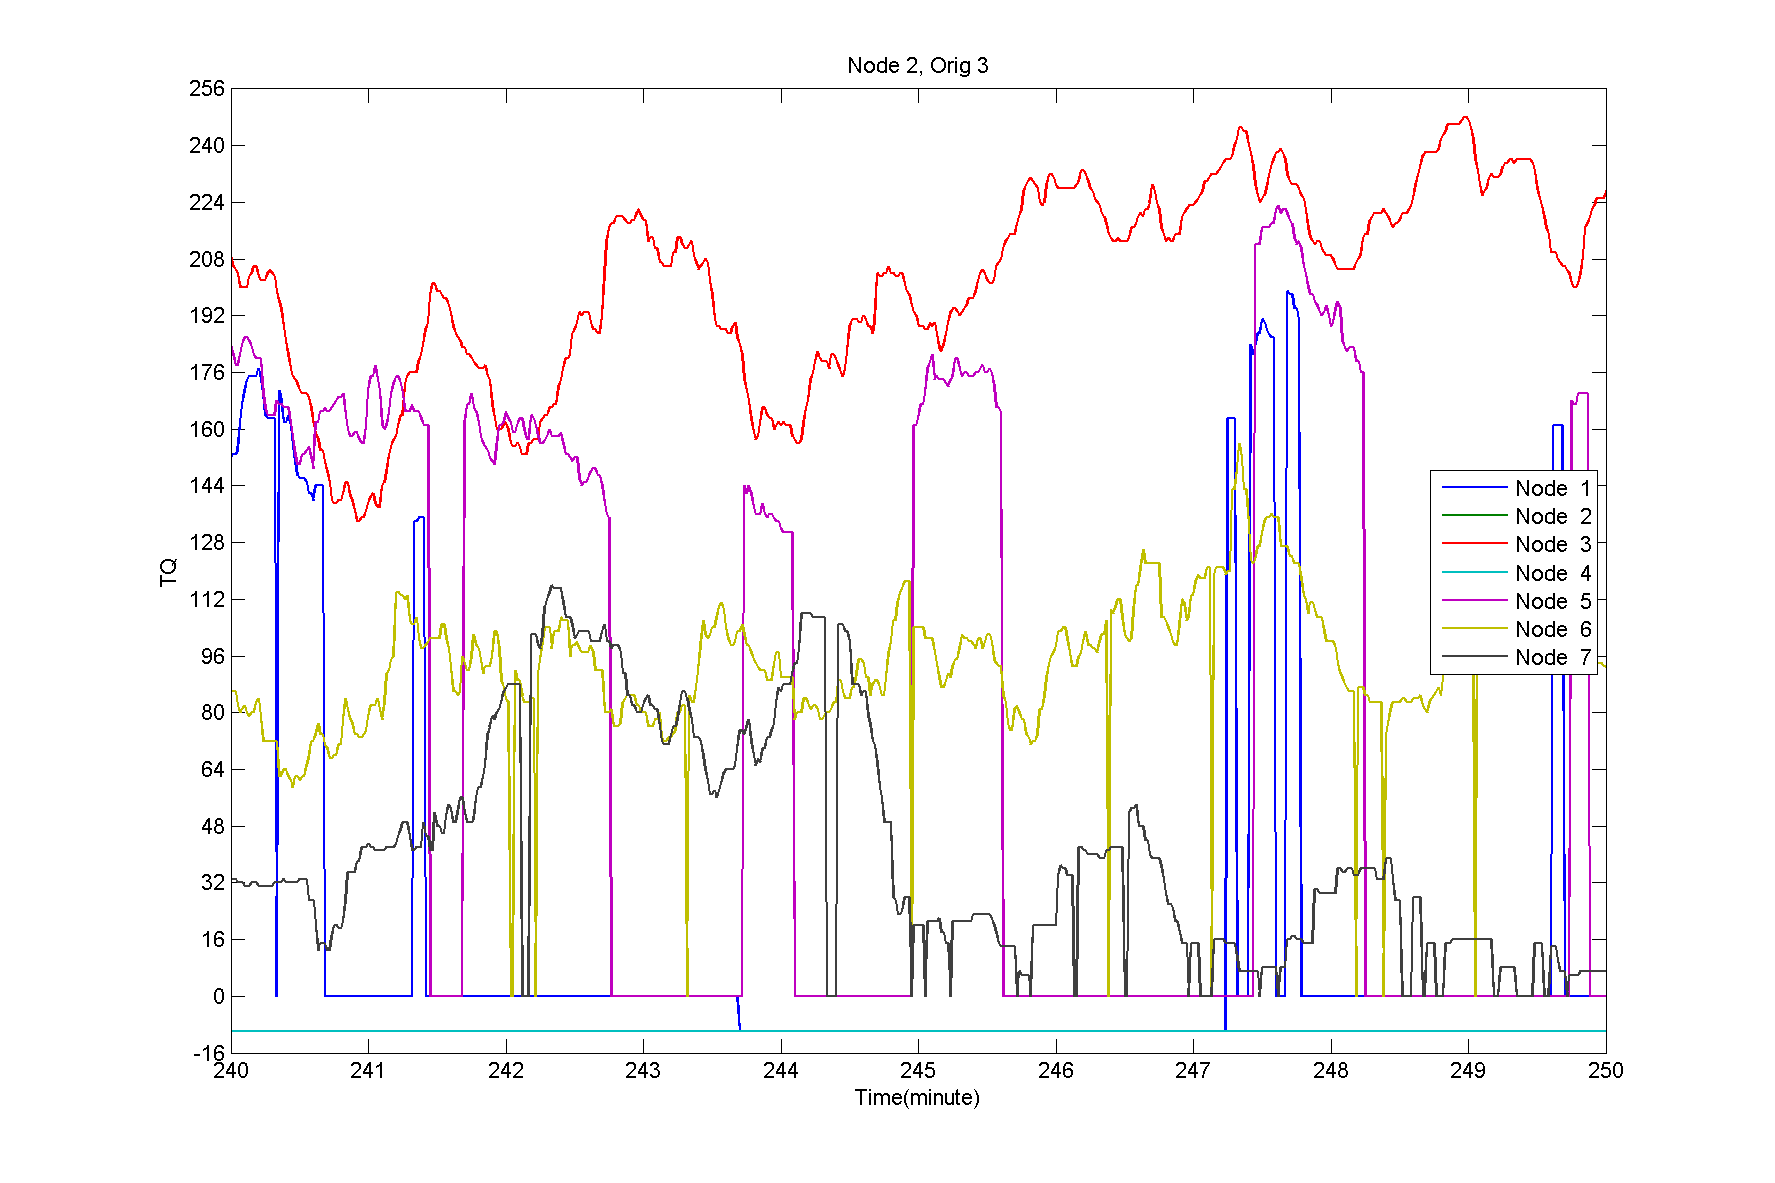 Node 2, Orig 3
256
240
224
208
192
176
160
144
128
112
96
80
64
48
32
16
0
-16
TQ
Node 1
Node 2
Node 3
Node 4
Node 5
Node 6
Node 7
240 241 242 243 244 245 246 247 248 249 250
Time(minute)